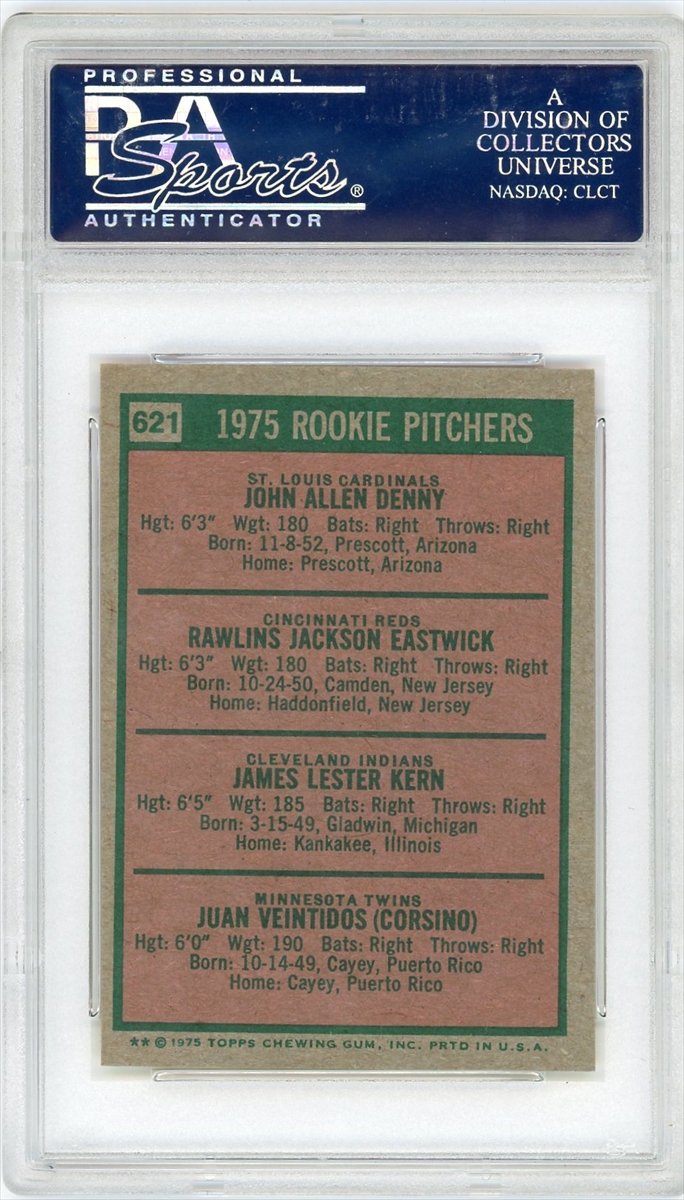 PROFESSIONAL
PSA
Sports®
AUTHENTICATOR
A
DIVISION OF
COLLECTORS
UNIVERSE
NASDAQ: CLCT
621
1975 ROOKIE PITCHERS
ST. LOUIS CARDINALS
JOHN ALLEN DENNY
Hgt: 6'3" Wgt: 180 Bats: Right Throws: Right
Born: 11-8-52, Prescott, Arizona
Home: Prescott, Arizona
CINCINNATI REDS
RAWLINS JACKSON EASTWICK
Hgt: 6'3" Wgt: 180 Bats: Right Throws: Right
Born: 10-24-50, Camden, New Jersey
Home: Haddonfield, New Jersey
CLEVELAND INDIANS
JAMES LESTER KERN
Hgt: 6'5" Wgt: 185 Bats: Right Throws: Right
Born: 3-15-49, Gladwin, Michigan
Home: Kankakee, Illinois
MINNESOTA TWINS
JUAN VEINTIDOS (CORSINO)
Hgt: 6'0" Wgt: 190 Bats: Right Throws: Right
Born: 10-14-49, Cayey, Puerto Rico
Home: Cayey, Puerto Rico
** © 1975 TOPPS CHEWING GUM, INC. PRTD IN U.S.A.